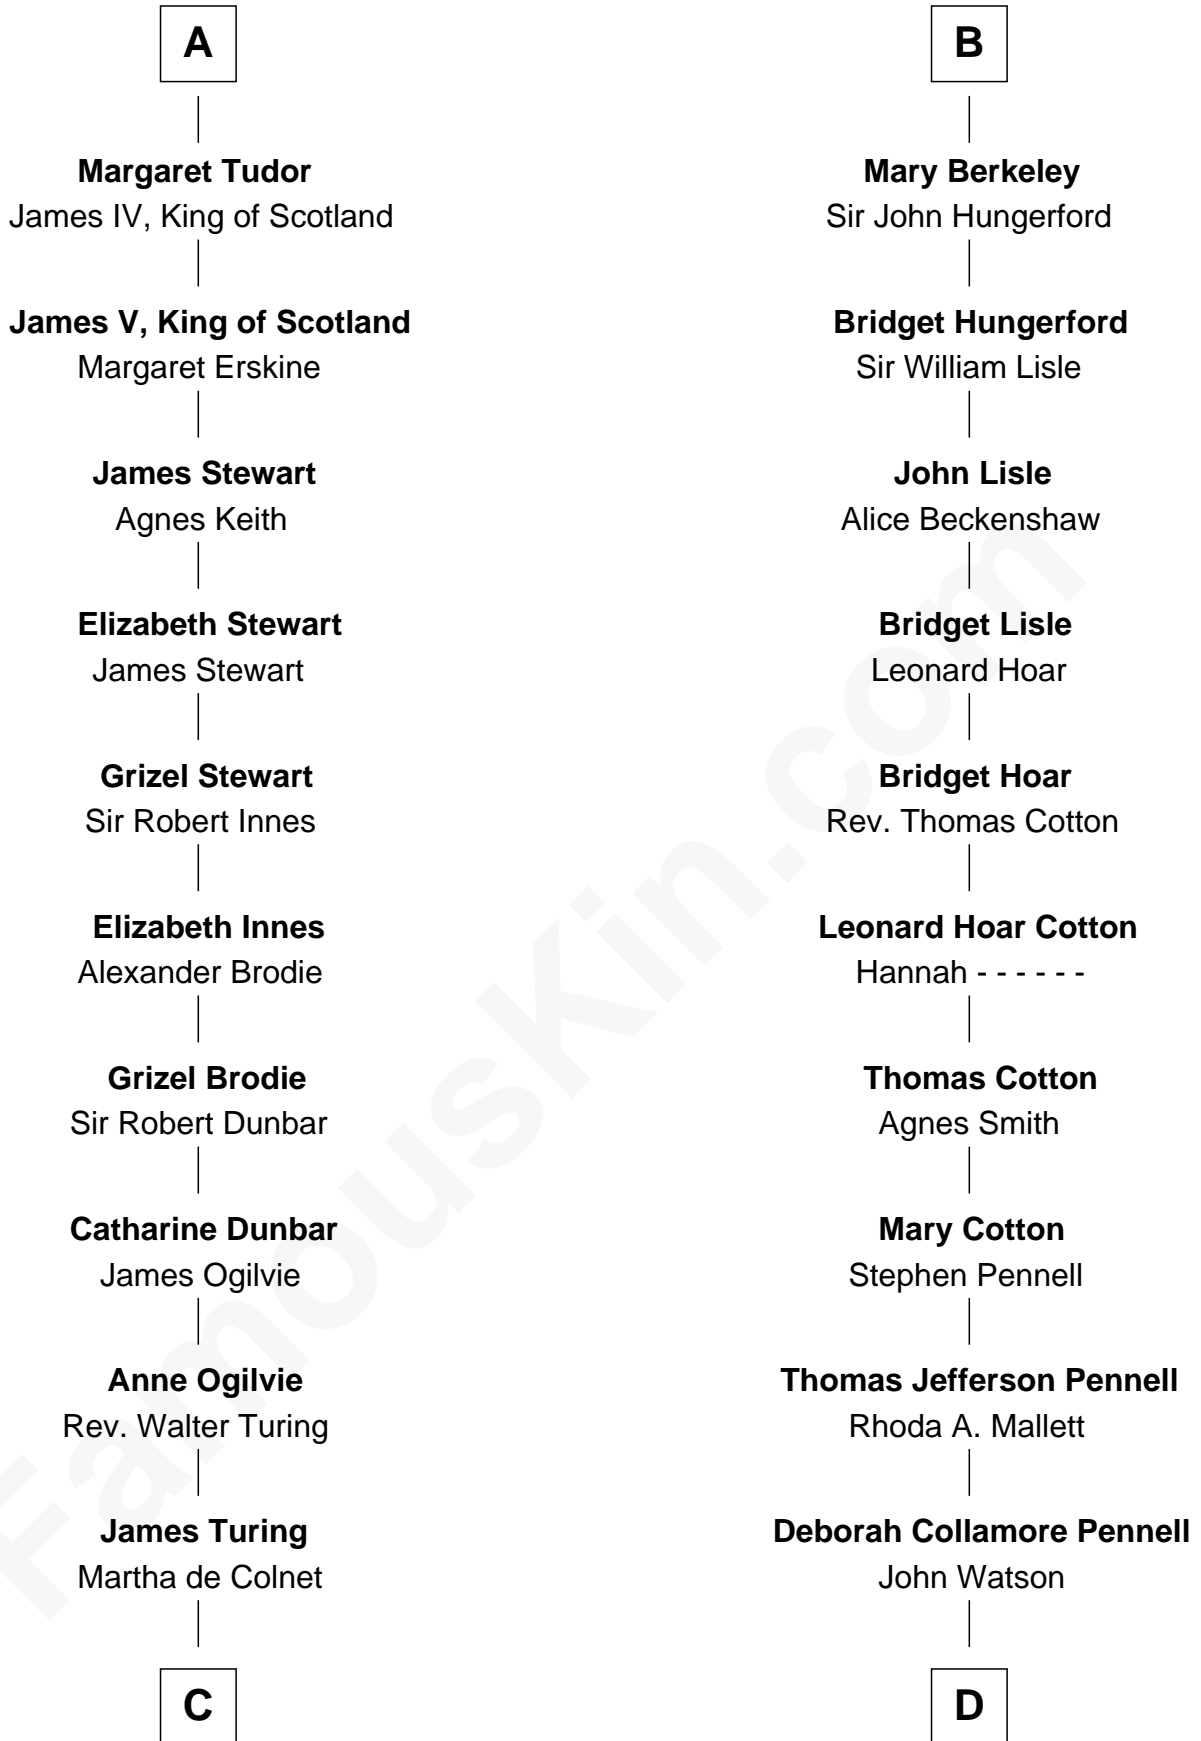 A
Margaret Tudor
James IV, King of Scotland
James V, King of Scotland
Margaret Erskine
James Stewart
Agnes Keith
Elizabeth Stewart
James Stewart
Grizel Stewart
Sir Robert Innes
Elizabeth Innes
Alexander Brodie
Grizel Brodie
Sir Robert Dunbar
Catharine Dunbar
James Ogilvie
Anne Ogilvie
Rev. Walter Turing
James Turing
Martha de Colnet
C
B
Mary Berkeley
Sir John Hungerford
Bridget Hungerford
Sir William Lisle
John Lisle
Alice Beckenshaw
Bridget Lisle
Leonard Hoar
Bridget Hoar
Rev. Thomas Cotton
Leonard Hoar Cotton
Hannah - - - - - -
Thomas Cotton
Agnes Smith
Mary Cotton
Stephen Pennell
Thomas Jefferson Pennell
Rhoda A. Mallett
Deborah Collamore Pennell
John Watson
D
FamousKin.com